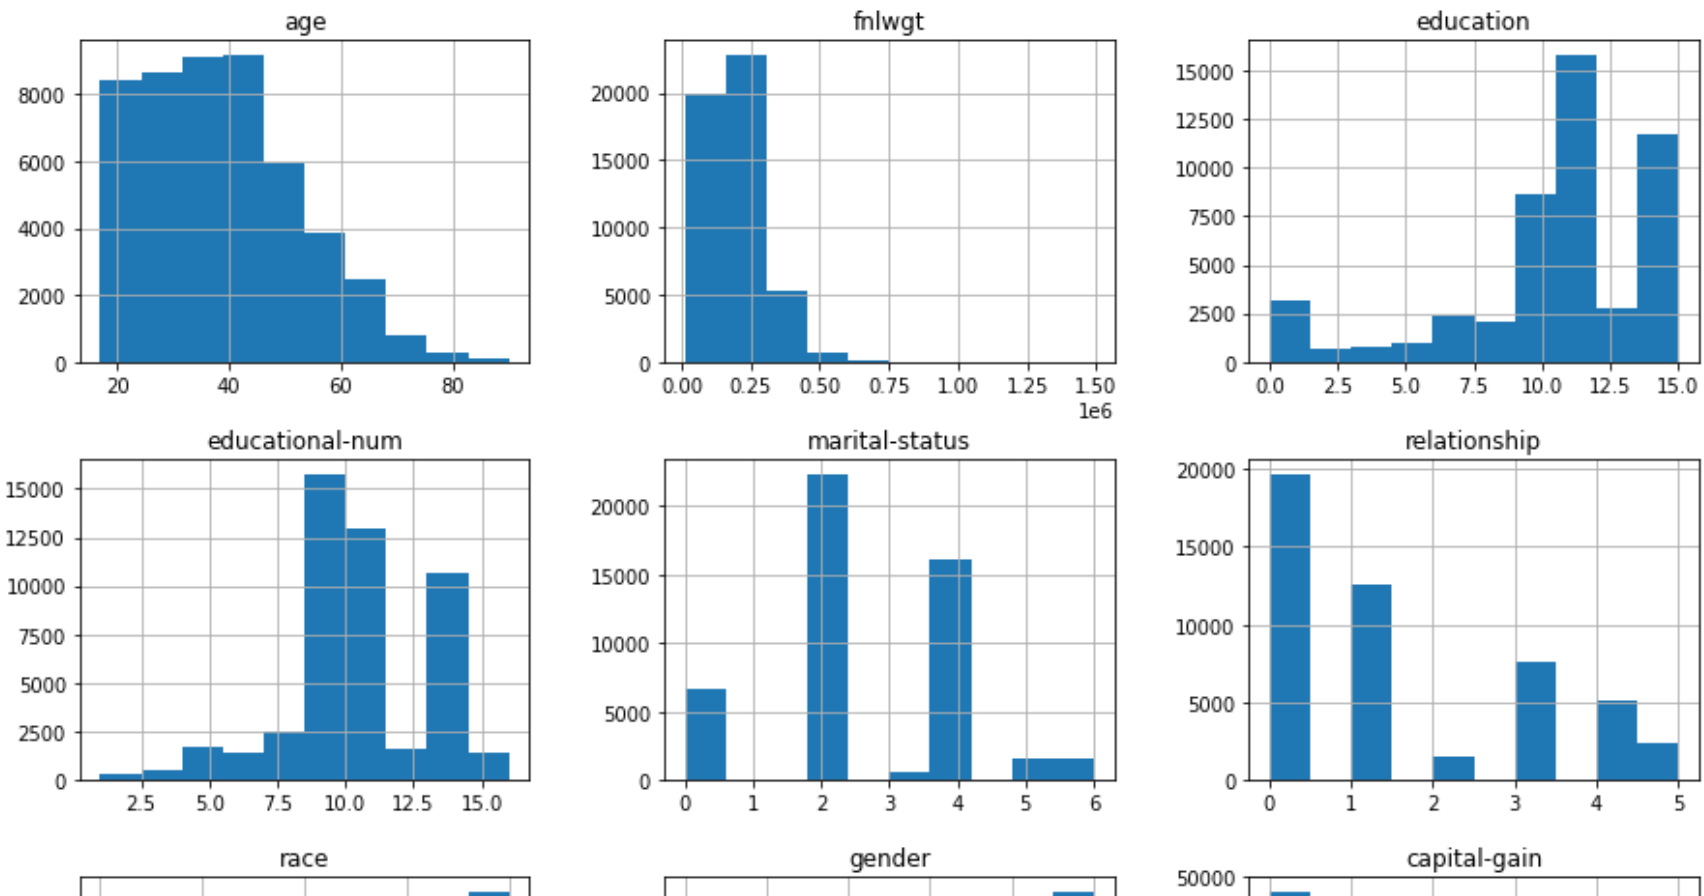 age
8000
6000
4000
2000
0
20 40 60 80
fnlwgt
20000
15000
10000
5000
0
0.00 0.25 0.50 0.75 1.00 1.25 1.50
1e6
education
15000
12500
10000
7500
5000
2500
0
0.0 2.5 5.0 7.5 10.0 12.5 15.0
educational-num
15000
12500
10000
7500
5000
2500
0
2.5 5.0 7.5 10.0 12.5 15.0
marital-status
20000
15000
10000
5000
0
0 1 2 3 4 5 6
relationship
20000
15000
10000
5000
0
0 1 2 3 4 5
race
gender
capital-gain
50000